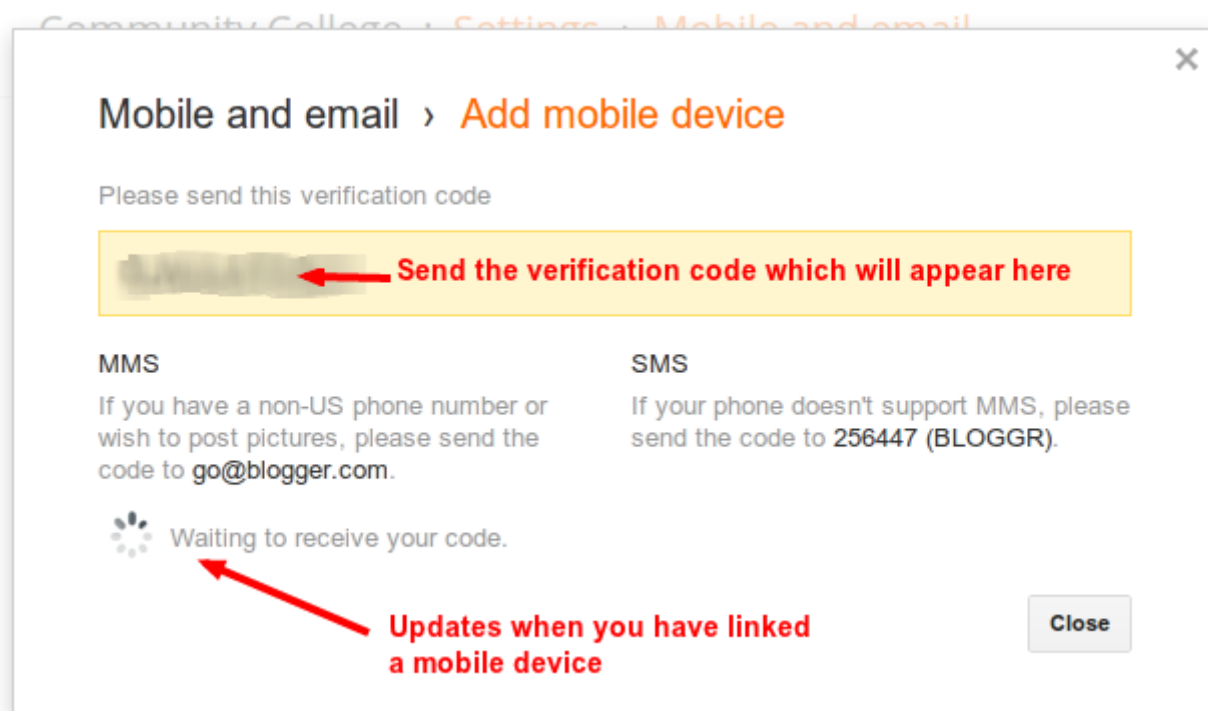 Community College › Settings › Mobile and email
×
Mobile and email › Add mobile device
Please send this verification code
Send the verification code which will appear here
MMS
If you have a non-US phone number or
wish to post pictures, please send the
code to go@blogger.com.
SMS
If your phone doesn't support MMS, please
send the code to 256447 (BLOGGR).
Waiting to receive your code.
Updates when you have linked
a mobile device
Close